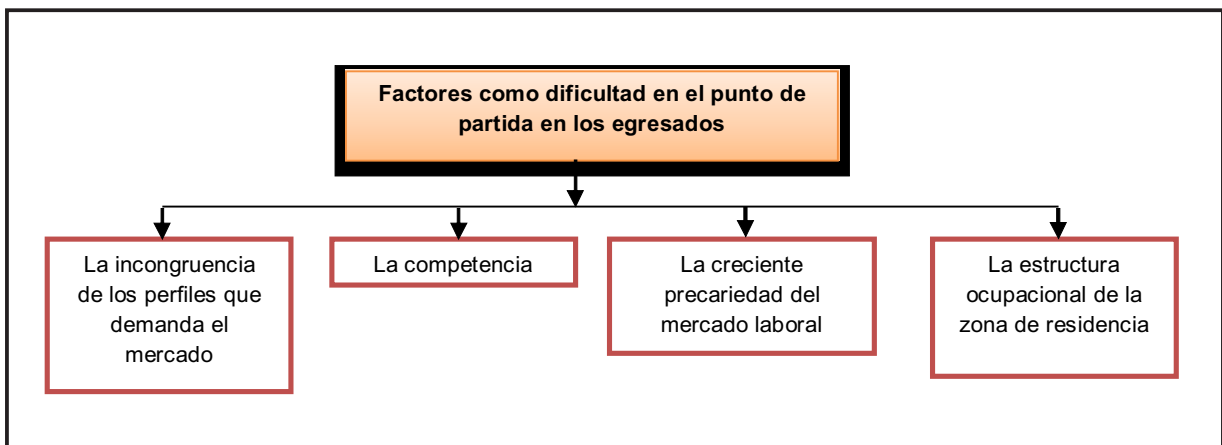 Factores como dificultad en el punto de
partida en los egresados
La incongruencia
de los perfiles que
demanda el
mercado
La competencia
La creciente
precariedad del
mercado laboral
La estructura
ocupacional de la
zona de residencia